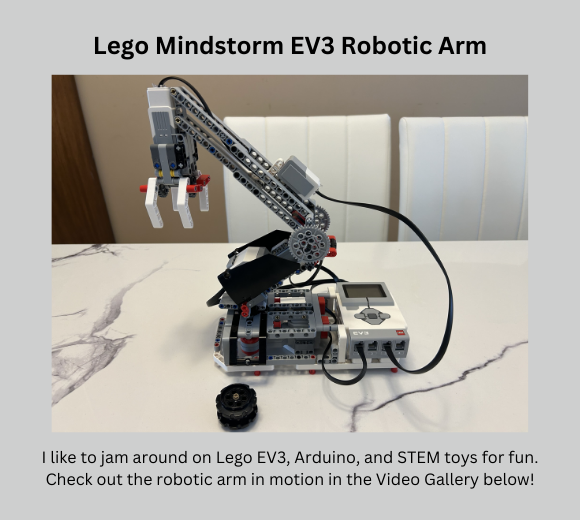 Lego Mindstorm EV3 Robotic Arm
EV3
I like to jam around on Lego EV3, Arduino, and STEM toys for fun.
Check out the robotic arm in motion in the Video Gallery below!